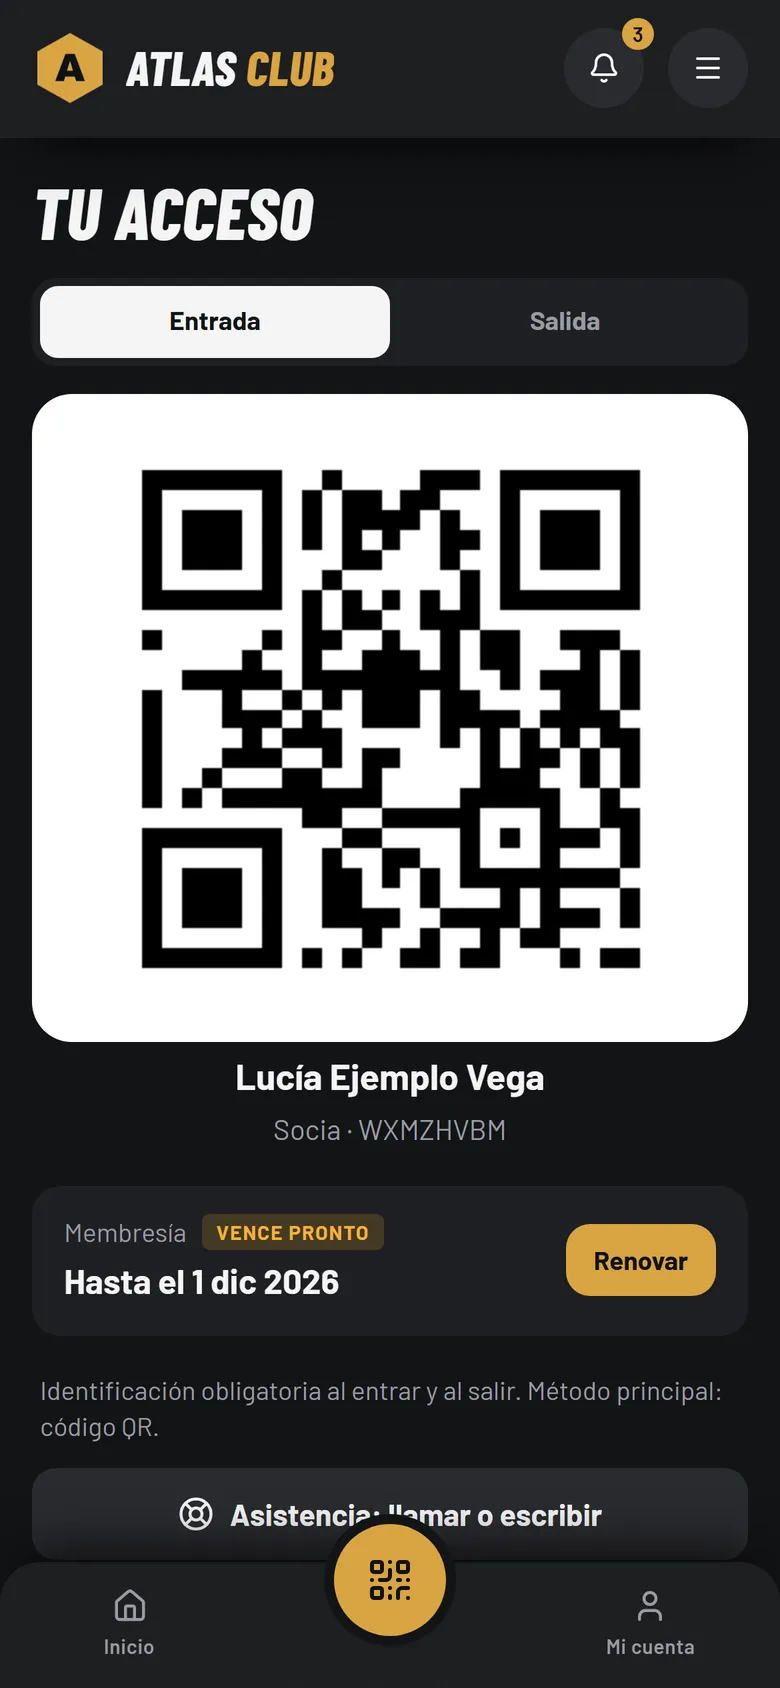 A ATLAS CLUB
3
TU ACCESO
Entrada
Salida
Lucía Ejemplo Vega
Socia · WXMZHVBM
Membresía VENCE PRONTO
Hasta el 1 dic 2026
Renovar
Identificación obligatoria al entrar y al salir. Método principal:
código QR.
Asistencia: llamar o escribir
Inicio
Mi cuenta